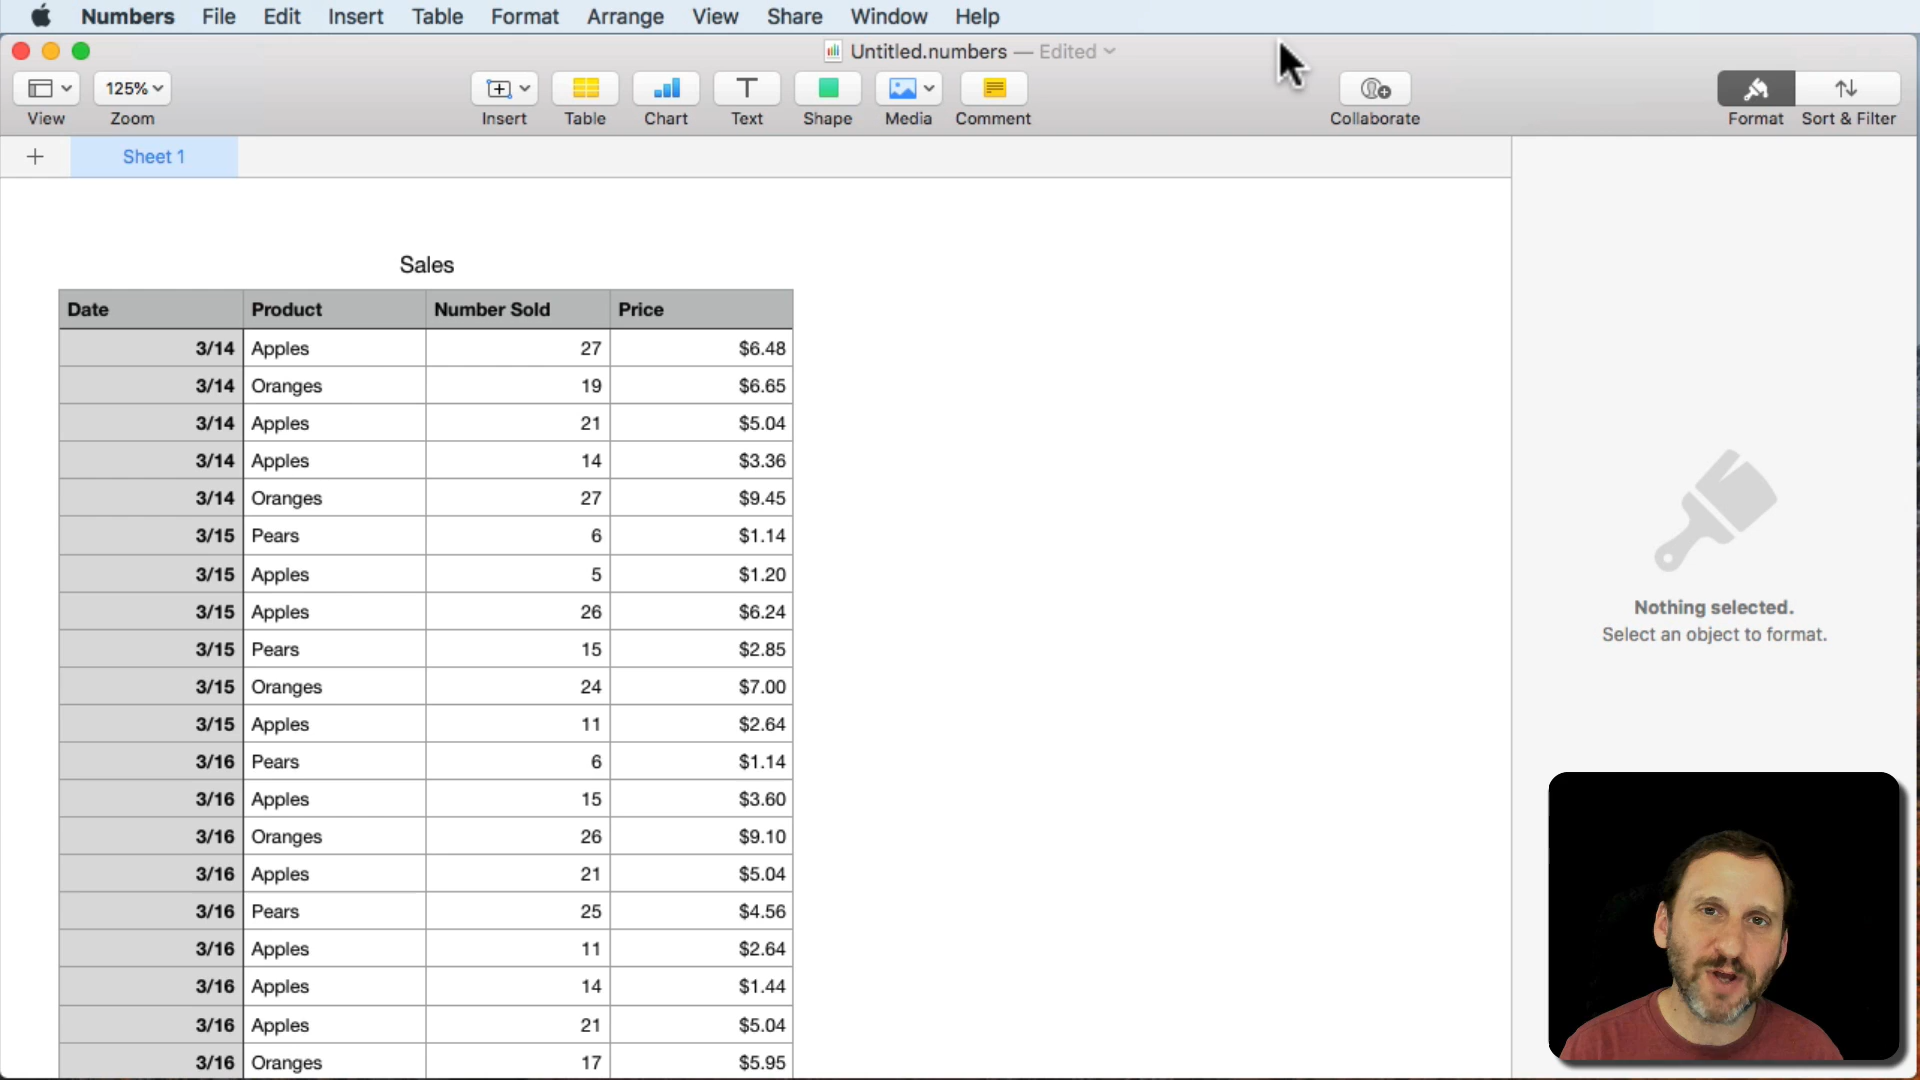 Numbers File Edit Insert Table Format Arrange View Share Window Help
Untitled.numbers — Edited
125%
View Zoom Insert Table Chart Text Shape Media Comment Collaborate Format Sort & Filter
Sheet 1
Sales
Date Product Number Sold Price
3/14 Apples 27 $6.48
3/14 Oranges 19 $6.65
3/14 Apples 21 $5.04
3/14 Apples 14 $3.36
3/14 Oranges 27 $9.45
3/15 Pears 6 $1.14
3/15 Apples 5 $1.20
3/15 Apples 26 $6.24
3/15 Pears 15 $2.85
3/15 Oranges 24 $7.00
3/15 Apples 11 $2.64
3/16 Pears 6 $1.14
3/16 Apples 15 $3.60
3/16 Oranges 26 $9.10
3/16 Apples 21 $5.04
3/16 Pears 25 $4.56
3/16 Apples 11 $2.64
3/16 Apples 14 $1.44
3/16 Apples 21 $5.04
3/16 Oranges 17 $5.95
Nothing selected.
Select an object to format.